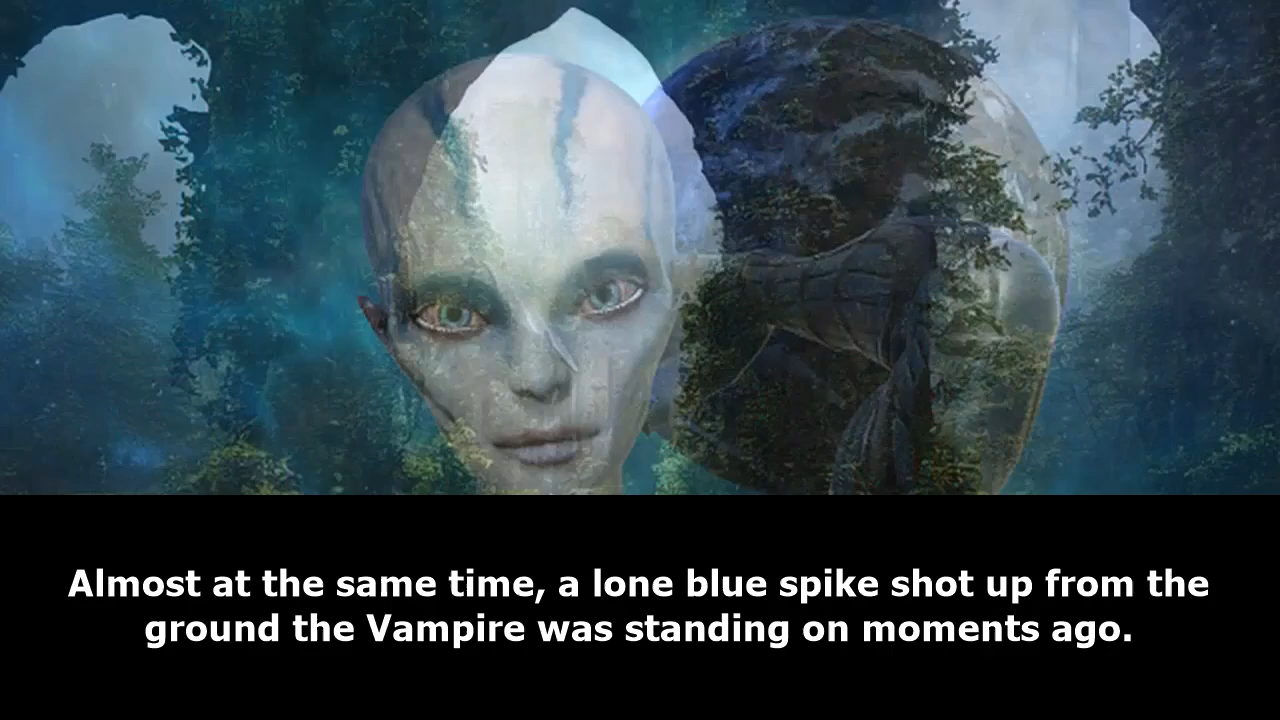 Almost at the same time, a lone blue spike shot up from the
ground the Vampire was standing on moments ago.